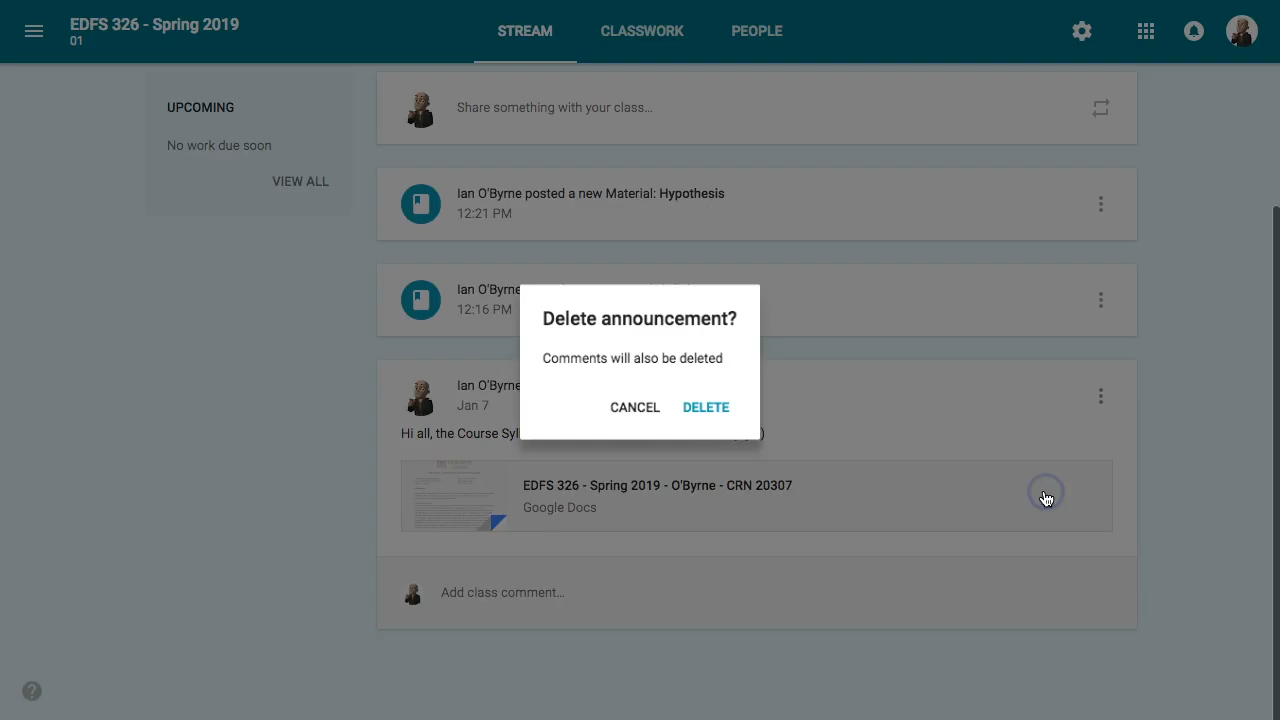 EDFS 326 - Spring 2019
01
STREAM
CLASSWORK
PEOPLE
UPCOMING
No work due soon
VIEW ALL
Share something with your class...
Ian O'Byrne posted a new Material: Hypothesis
12:21 PM
Ian O'Byrne
12:16 PM
Delete announcement?
Comments will also be deleted
CANCEL
DELETE
Ian O'Byrne
Jan 7
Hi all, the Course Syl
EDFS 326 - Spring 2019 - O'Byrne - CRN 20307
Google Docs
Add class comment...